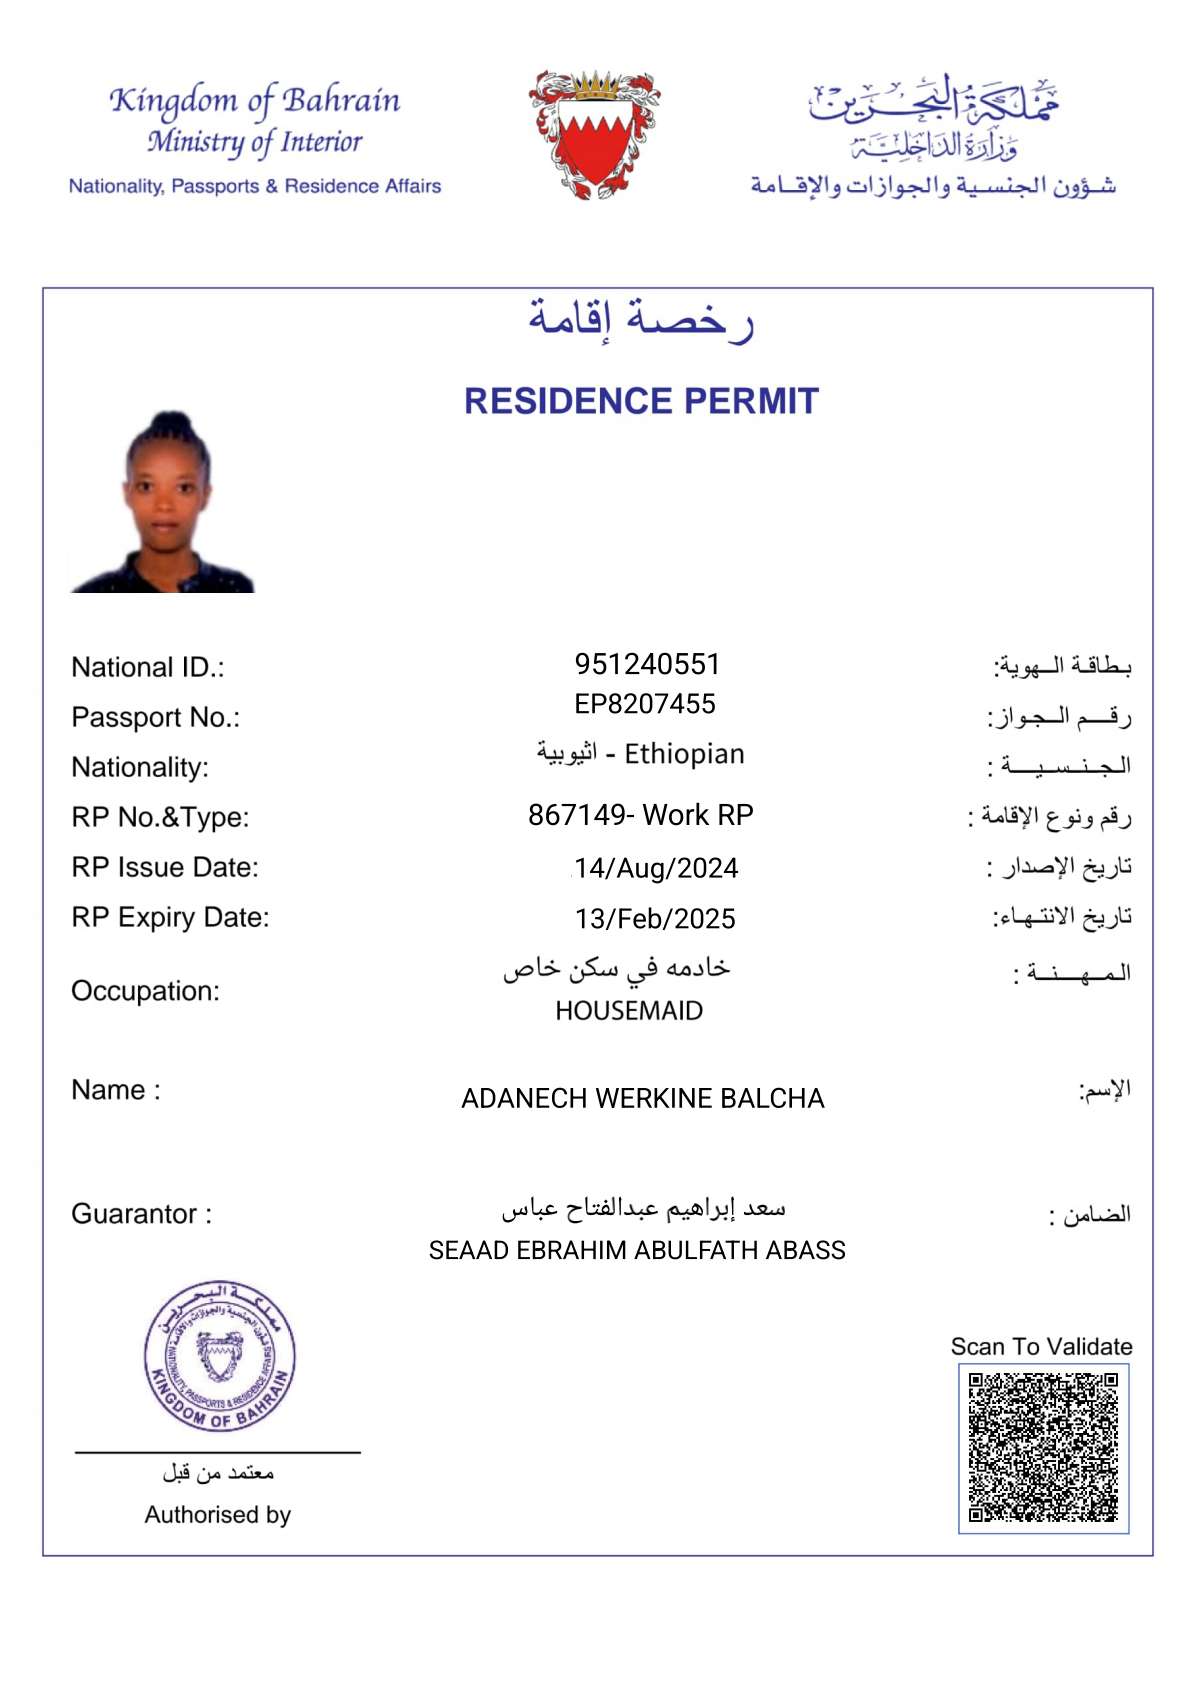 Kingdom of Bahrain
Ministry of Interior
Nationality, Passports & Residence Affairs
مملكة البحرين
وزارة الداخلية
شؤون الجنسية والجوازات والإقامة
رخصة إقامة
RESIDENCE PERMIT
National ID.: 951240551 بطاقة الهوية:
Passport No.: EP8207455 رقم الجواز:
Nationality: اثيوبية - Ethiopian الجنسية :
RP No.&Type: 867149- Work RP رقم ونوع الإقامة :
RP Issue Date: 14/Aug/2024 تاريخ الإصدار :
RP Expiry Date: 13/Feb/2025 تاريخ الانتهاء:
Occupation: خادمه في سكن خاص المهنة :
HOUSEMAID
Name : ADANECH WERKINE BALCHA الإسم:
Guarantor : سعد إبراهيم عبدالفتاح عباس الضامن :
SEAAD EBRAHIM ABULFATH ABASS
مملكة البحرين
شؤون الجنسية والجوازات والإقامة
NATIONALITY, PASSPORTS & RESIDENCE AFFAIRS
KINGDOM OF BAHRAIN
Scan To Validate
معتمد من قبل
Authorised by